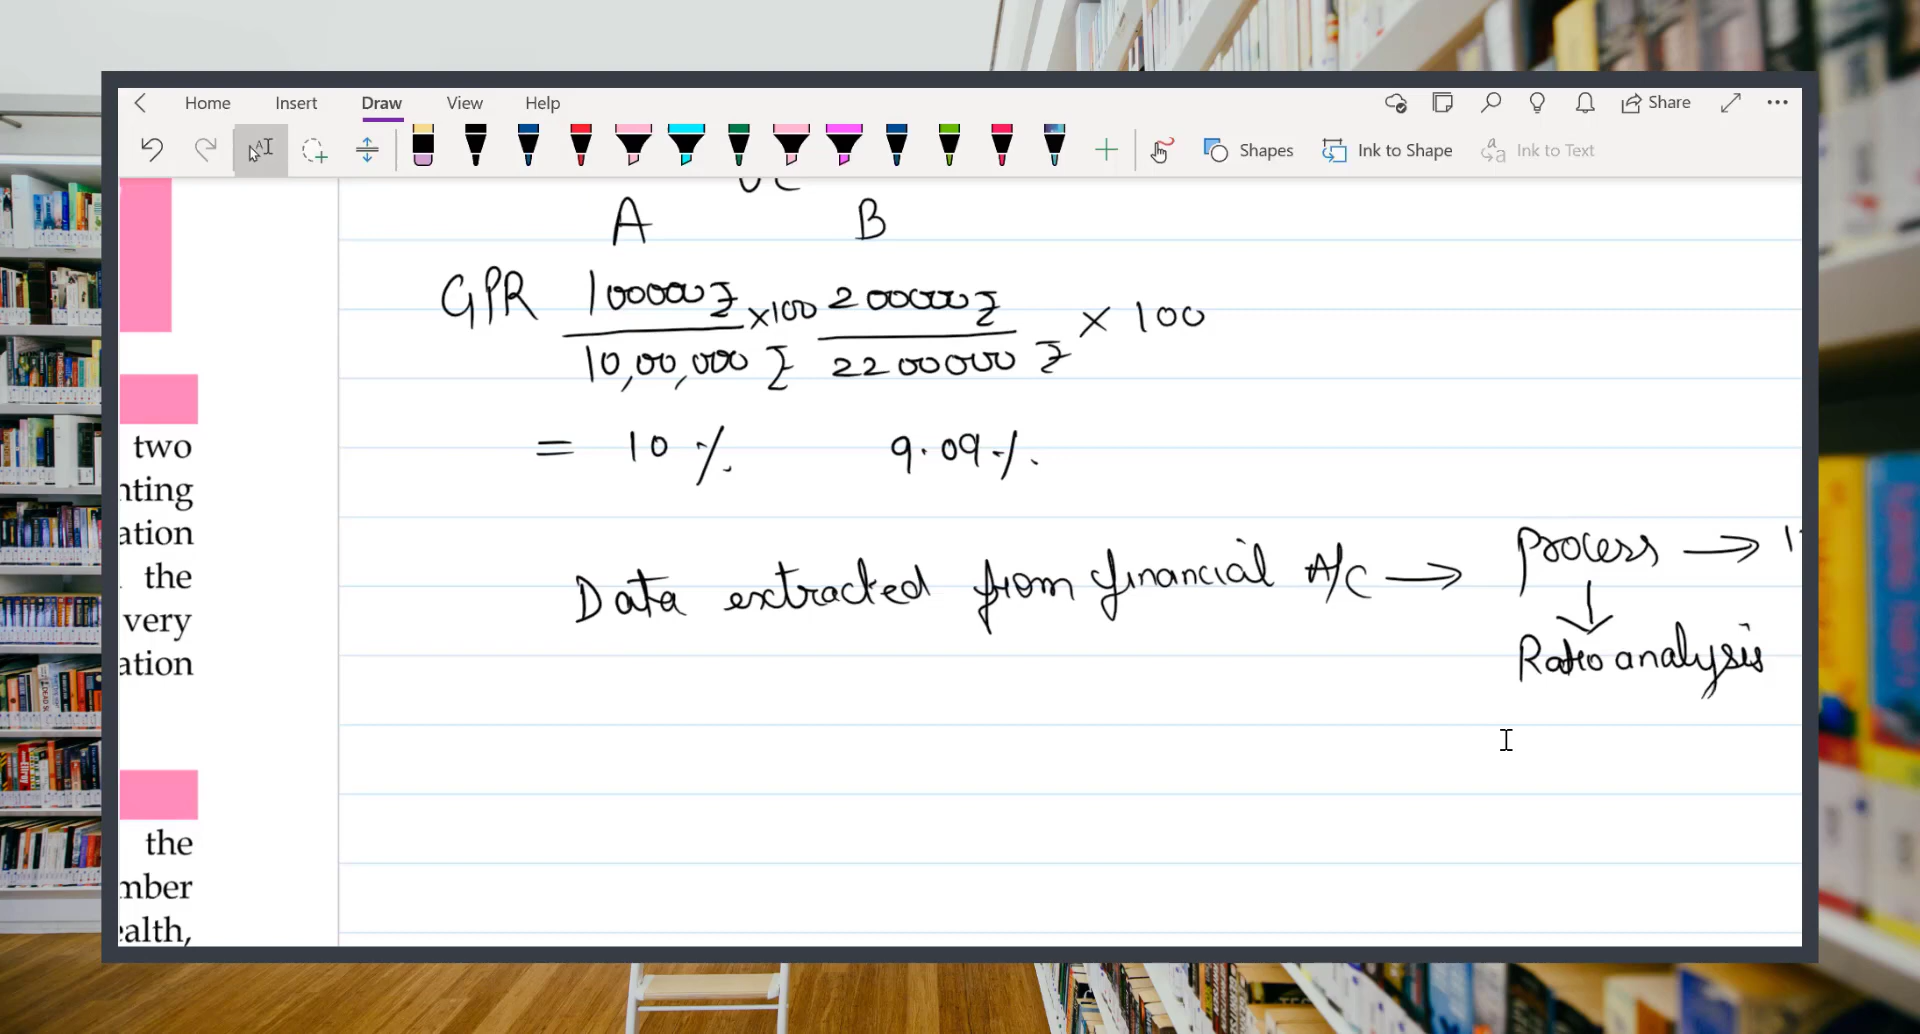 Home Insert Draw View Help Share
Shapes Ink to Shape Ink to Text
A B
GPR 100000 Z ×100 200000 Z × 100
10,00,000 Z 2200000 Z
= 10 % 9.09 %
two
nting
ation
the
very
ation
Data extracted from financial A/C → process →
↓
Ratio analysis
the
mber
ealth,